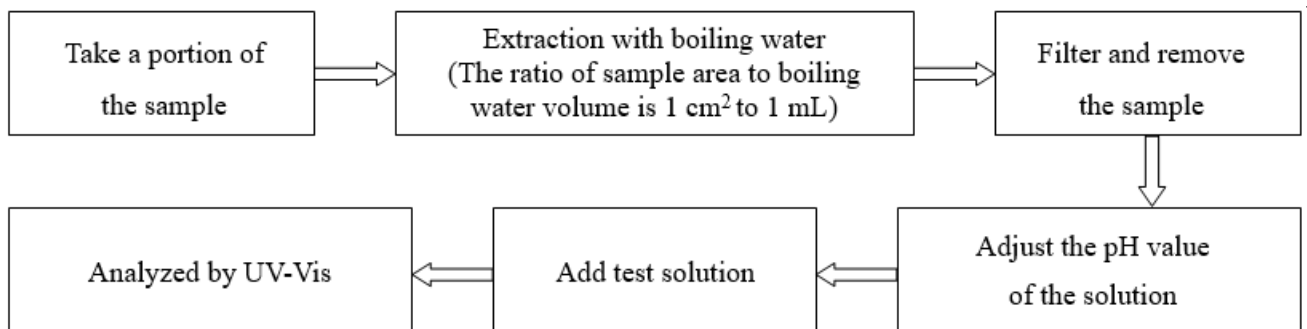 Take a portion of
the sample
Extraction with boiling water
(The ratio of sample area to boiling
water volume is 1 cm² to 1 mL)
Filter and remove
the sample
Adjust the pH value
of the solution
Add test solution
Analyzed by UV-Vis